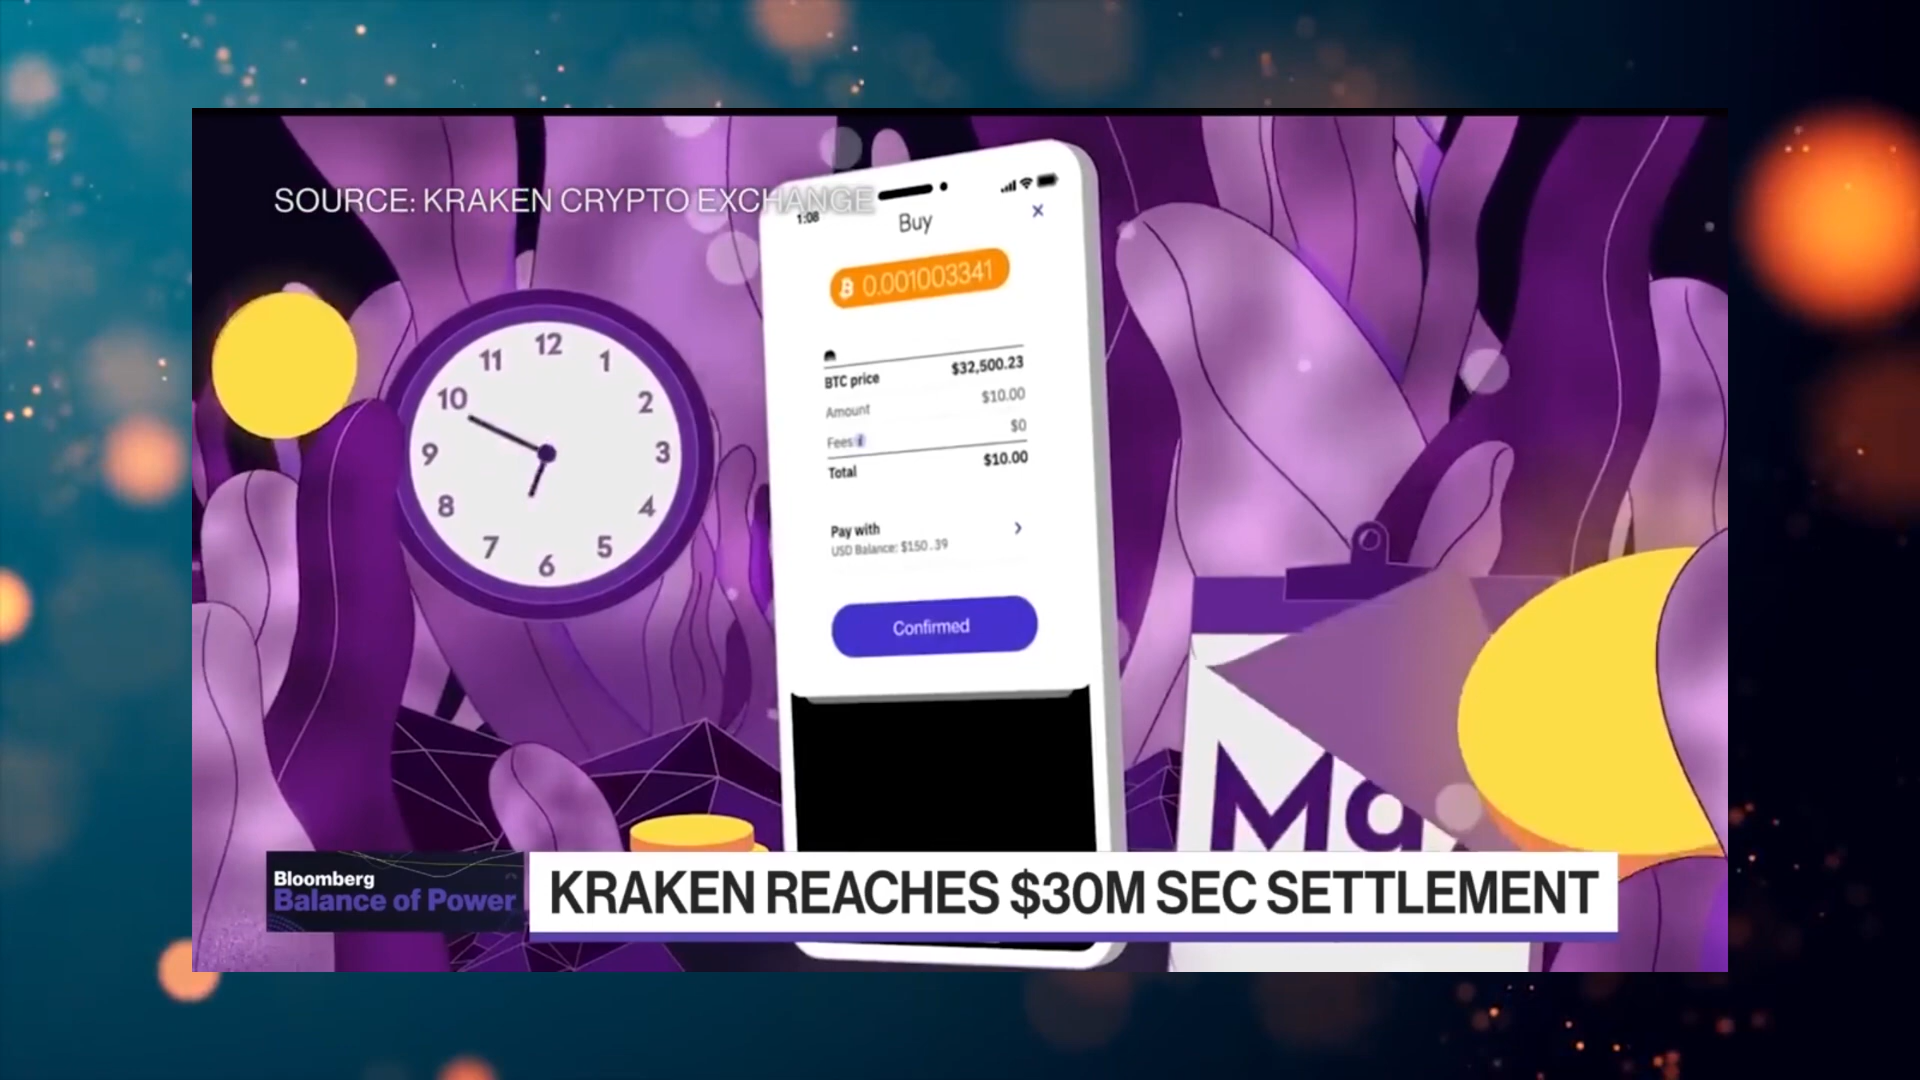 SOURCE: KRAKEN CRYPTO EXCHANGE
1:08
Buy
0.001003341
BTC price $32,500.23
Amount $10.00
Fees i $0
Total $10.00
Pay with
USD Balance: $150.39
Confirmed
12
11 1
10 2
9 3
8 4
7 5
6
Ma
Bloomberg
Balance of Power
KRAKEN REACHES $30M SEC SETTLEMENT